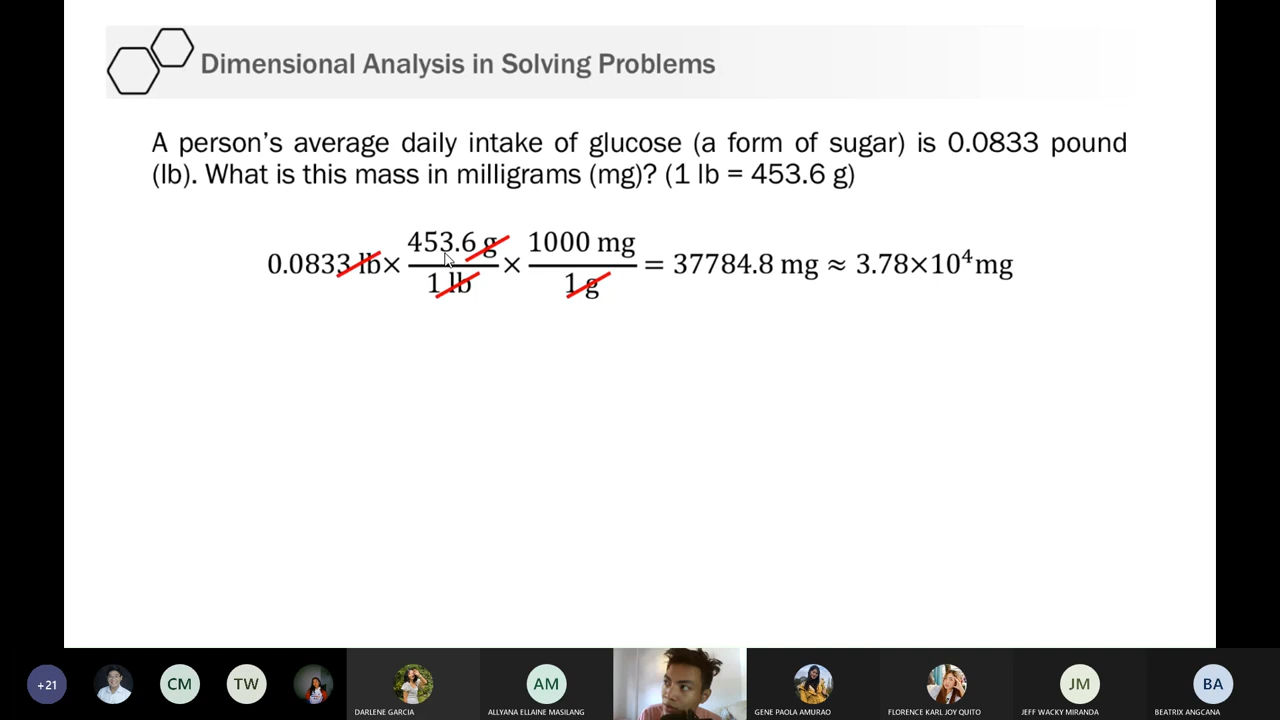 Dimensional Analysis in Solving Problems
A person's average daily intake of glucose (a form of sugar) is 0.0833 pound
(lb). What is this mass in milligrams (mg)? (1 lb = 453.6 g)
0.0833 lb × 453.6 g / 1 lb × 1000 mg / 1 g = 37784.8 mg ≈ 3.78×10⁴ mg
+21
CM
TW
DARLENE GARCIA
AM
ALLYANA ELLAINE MASILANG
GENE PAOLA AMURAO
FLORENCE KARL JOY QUITO
JM
JEFF WACKY MIRANDA
BA
BEATRIX ANGCANA